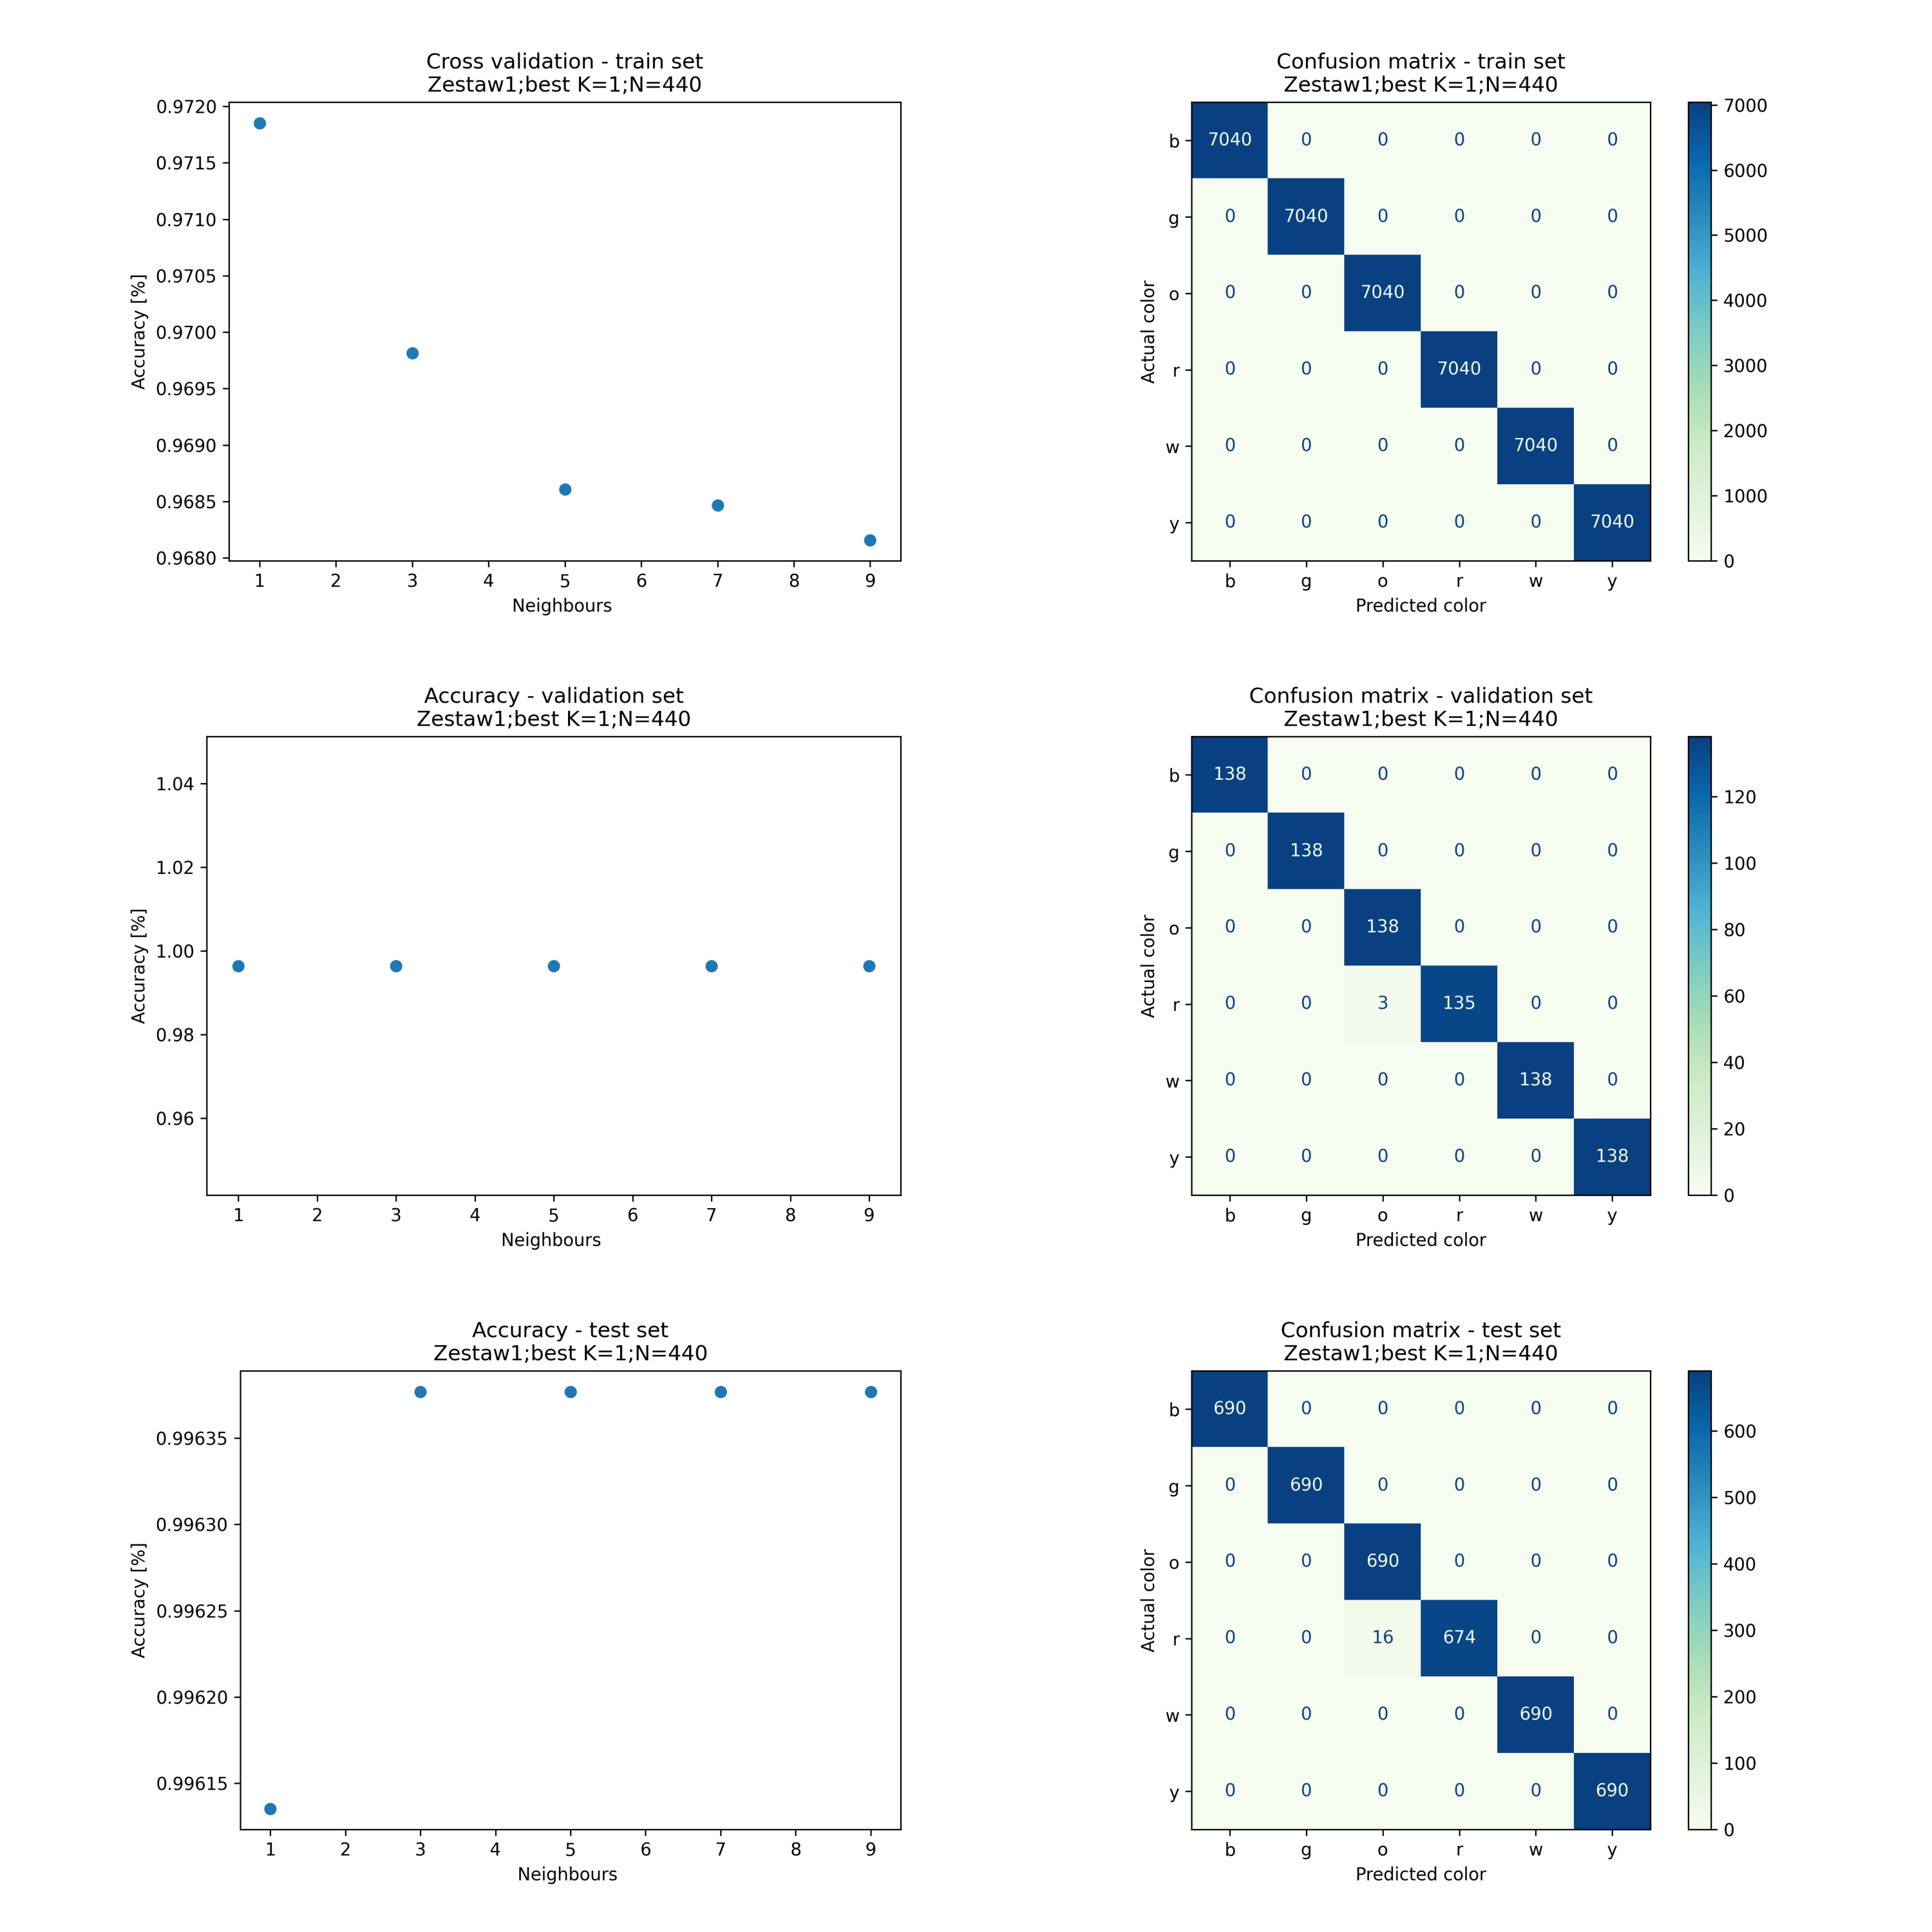 Cross validation - train set
Zestaw1;best K=1;N=440
0.9720
0.9715
0.9710
0.9705
0.9700
0.9695
0.9690
0.9685
0.9680
Accuracy [%]
1 2 3 4 5 6 7 8 9
Neighbours
Confusion matrix - train set
Zestaw1;best K=1;N=440
b 7040 0 0 0 0 0
g 0 7040 0 0 0 0
o 0 0 7040 0 0 0
r 0 0 0 7040 0 0
w 0 0 0 0 7040 0
y 0 0 0 0 0 7040
Actual color
b g o r w y
Predicted color
7000
6000
5000
4000
3000
2000
1000
0
Accuracy - validation set
Zestaw1;best K=1;N=440
1.04
1.02
1.00
0.98
0.96
Accuracy [%]
1 2 3 4 5 6 7 8 9
Neighbours
Confusion matrix - validation set
Zestaw1;best K=1;N=440
b 138 0 0 0 0 0
g 0 138 0 0 0 0
o 0 0 138 0 0 0
r 0 0 3 135 0 0
w 0 0 0 0 138 0
y 0 0 0 0 0 138
Actual color
b g o r w y
Predicted color
120
100
80
60
40
20
0
Accuracy - test set
Zestaw1;best K=1;N=440
0.99635
0.99630
0.99625
0.99620
0.99615
Accuracy [%]
1 2 3 4 5 6 7 8 9
Neighbours
Confusion matrix - test set
Zestaw1;best K=1;N=440
b 690 0 0 0 0 0
g 0 690 0 0 0 0
o 0 0 690 0 0 0
r 0 0 16 674 0 0
w 0 0 0 0 690 0
y 0 0 0 0 0 690
Actual color
b g o r w y
Predicted color
600
500
400
300
200
100
0